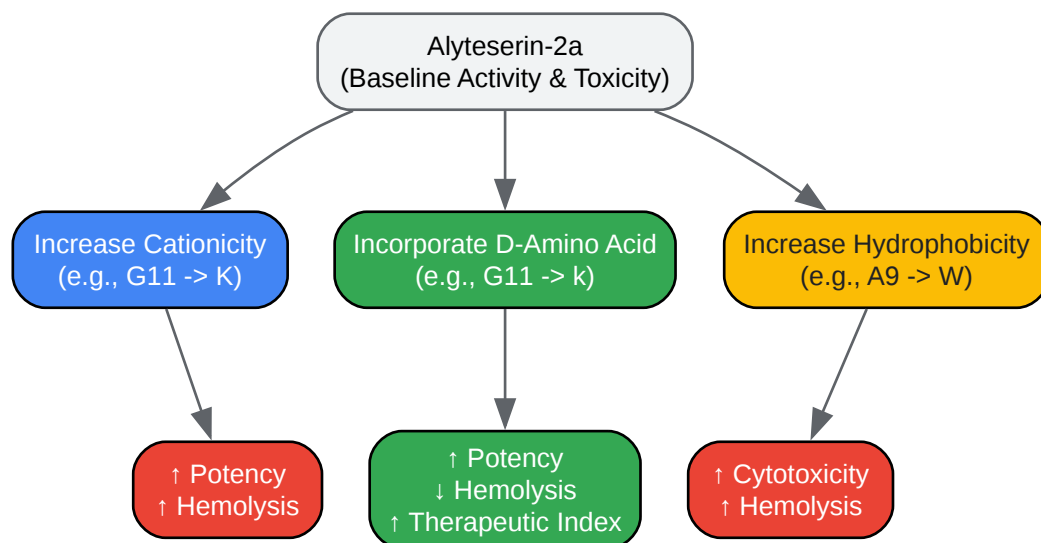 Alyteserin-2a
(Baseline Activity & Toxicity)
Increase Cationicity
(e.g., G11 -> K)
Incorporate D-Amino Acid
(e.g., G11 -> k)
Increase Hydrophobicity
(e.g., A9 -> W)
↑ Potency
↑ Hemolysis
↑ Potency
↓ Hemolysis
↑ Therapeutic Index
↑ Cytotoxicity
↑ Hemolysis